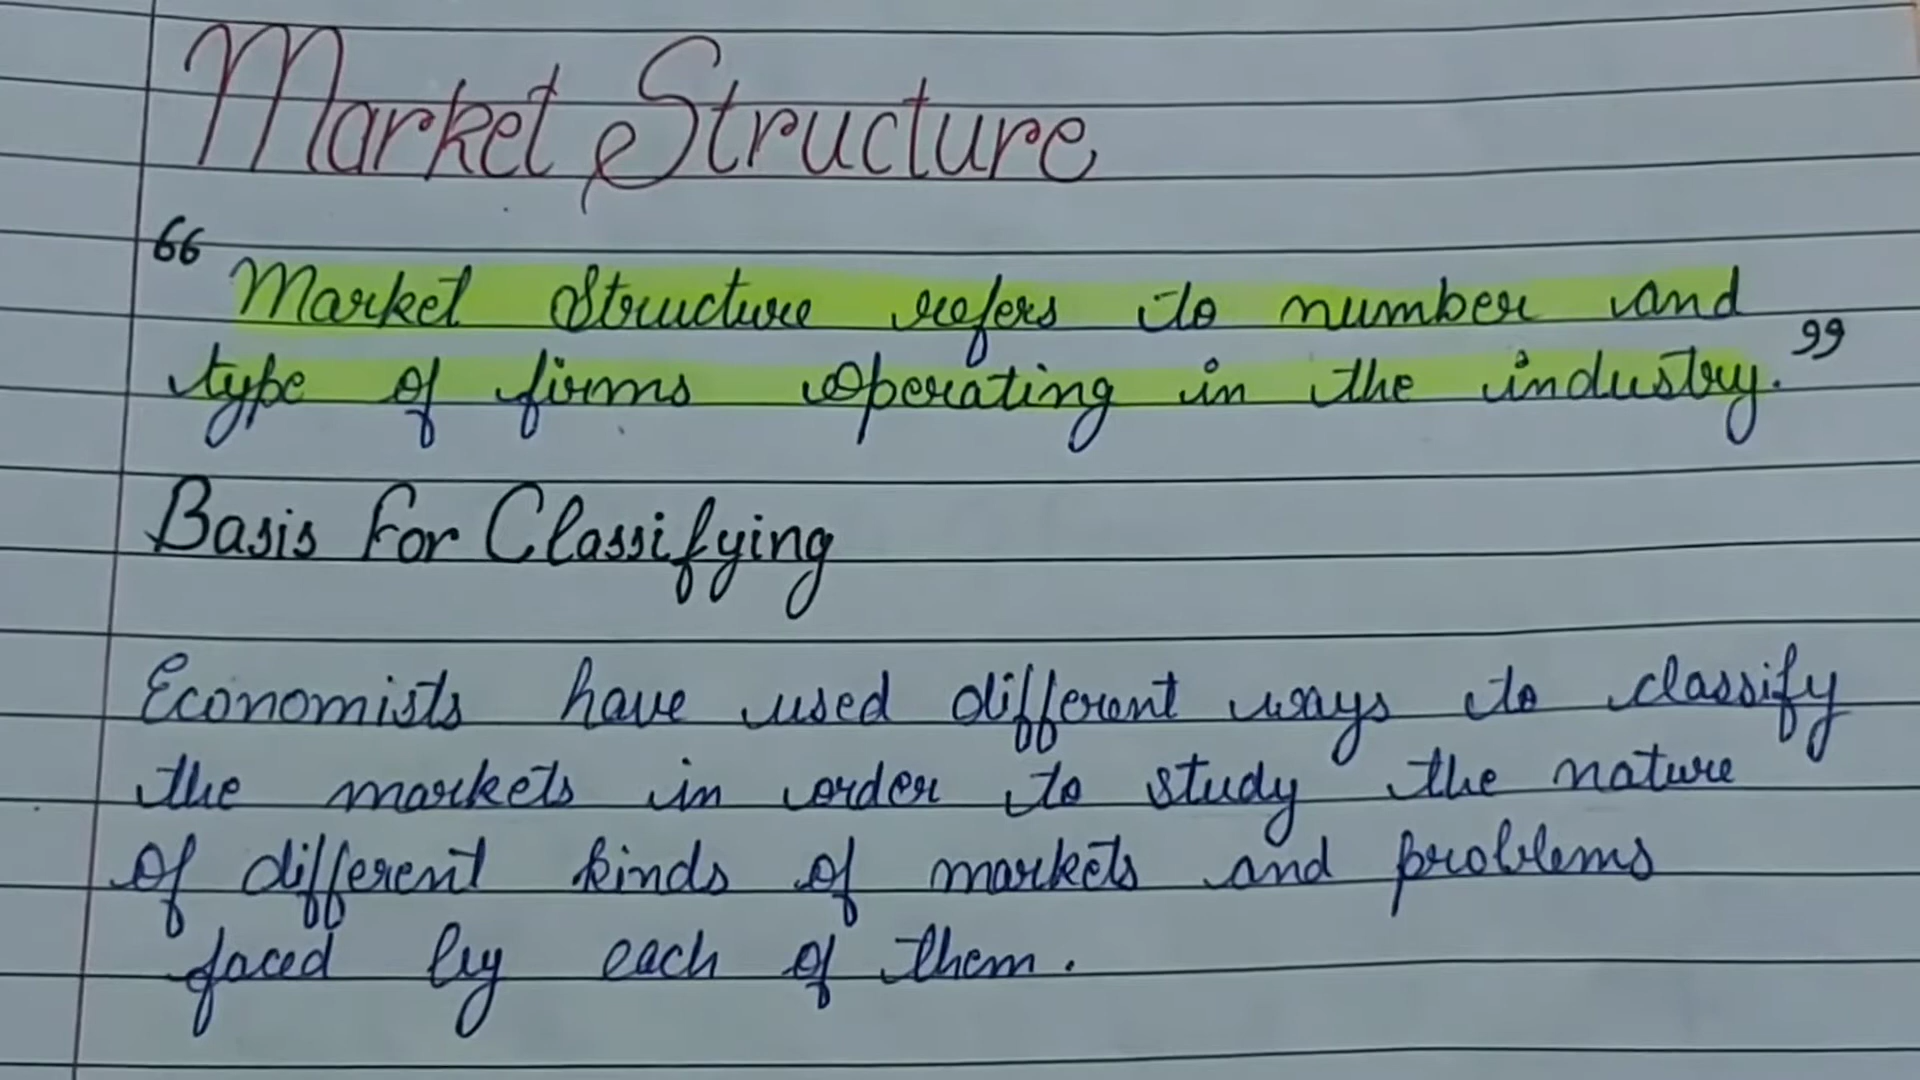 Market Structure
“Market Structure refers to number and
type of firms operating in the industry.”
Basis For Classifying
Economists have used different ways to classify
the markets in order to study the nature
of different kinds of markets and problems
faced by each of them.